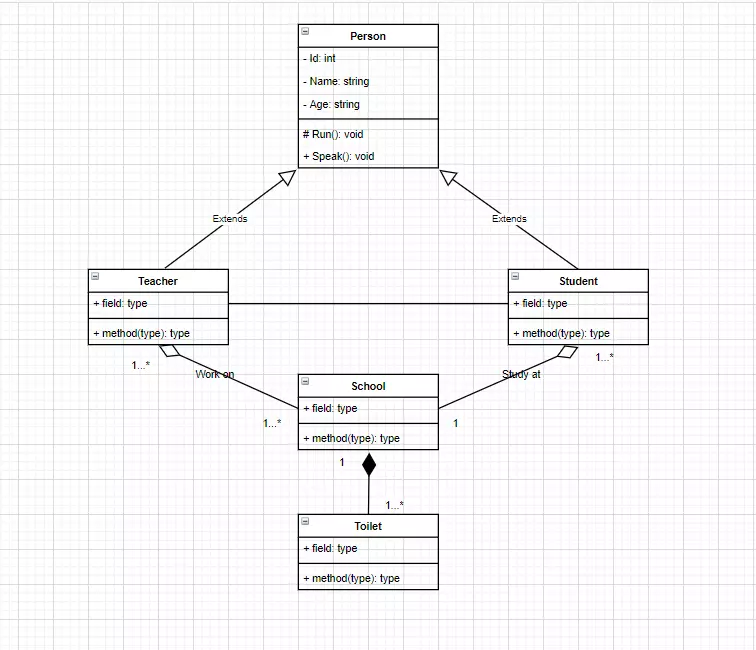 Person
- Id: int
- Name: string
- Age: string
# Run(): void
+ Speak(): void
Extends
Extends
Teacher
+ field: type
+ method(type): type
Student
+ field: type
+ method(type): type
1...*
Work on
1...*
1...*
Study at
1
School
+ field: type
+ method(type): type
1
1...*
Toilet
+ field: type
+ method(type): type